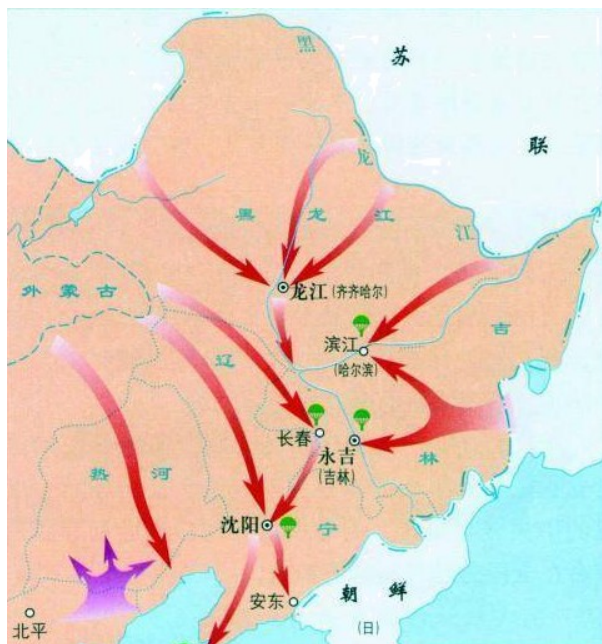 黑
苏
龙
联
黑龙江
江
外蒙古
龙江(齐齐哈尔)
吉
滨江
(哈尔滨)
辽
长春
永吉
(吉林)
林
热河
沈阳
宁
安东
朝鲜
(日)
北平